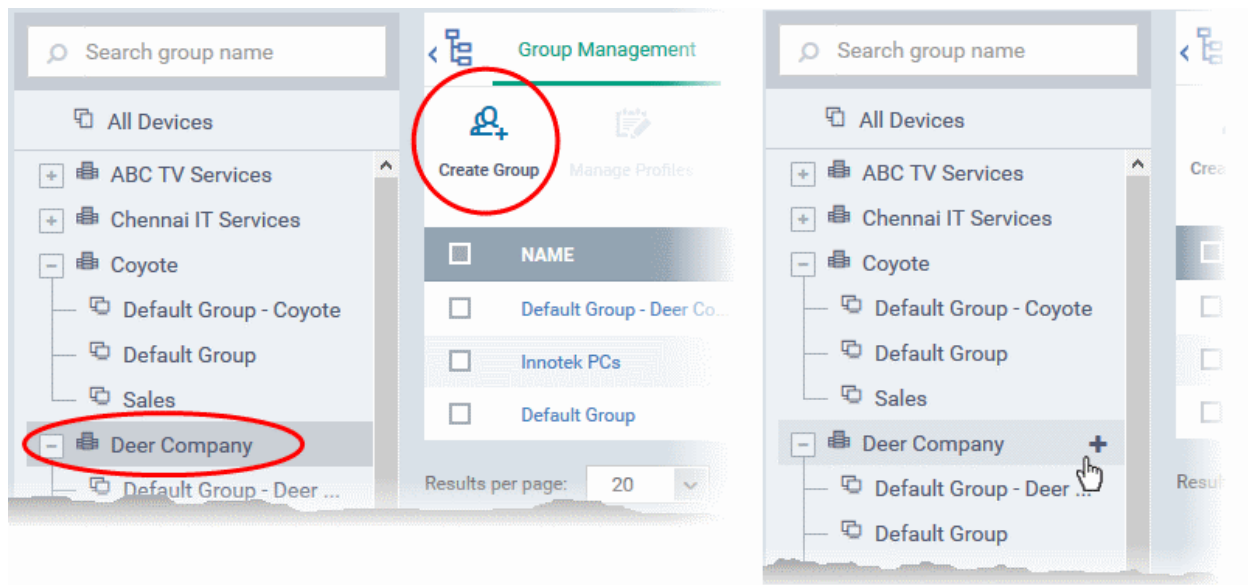 Search group name
All Devices
ABC TV Services
Chennai IT Services
Coyote
Default Group - Coyote
Default Group
Sales
Deer Company
Default Group - Deer ...
Group Management
Create Group
Manage Profiles
NAME
Default Group - Deer Co...
Innotek PCs
Default Group
Results per page: 20
Search group name
All Devices
ABC TV Services
Chennai IT Services
Coyote
Default Group - Coyote
Default Group
Sales
Deer Company
Default Group - Deer ...
Default Group
Crea
Resul